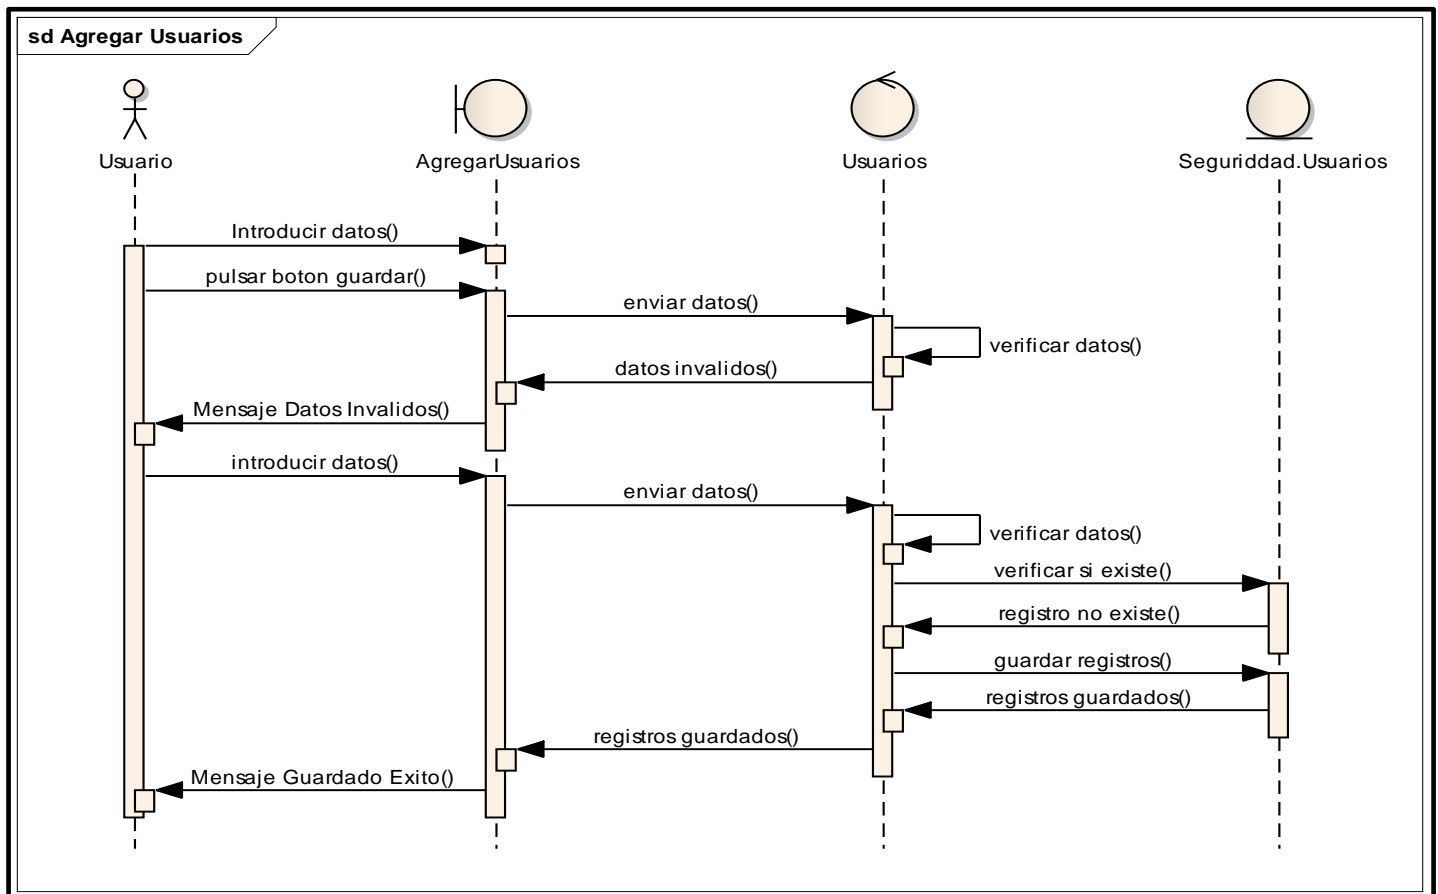 sd Agregar Usuarios
Usuario
AgregarUsuarios
Usuarios
Seguriddad.Usuarios
Introducir datos()
pulsar boton guardar()
enviar datos()
verificar datos()
datos invalidos()
Mensaje Datos Invalidos()
introducir datos()
enviar datos()
verificar datos()
verificar si existe()
registro no existe()
guardar registros()
registros guardados()
registros guardados()
Mensaje Guardado Exito()